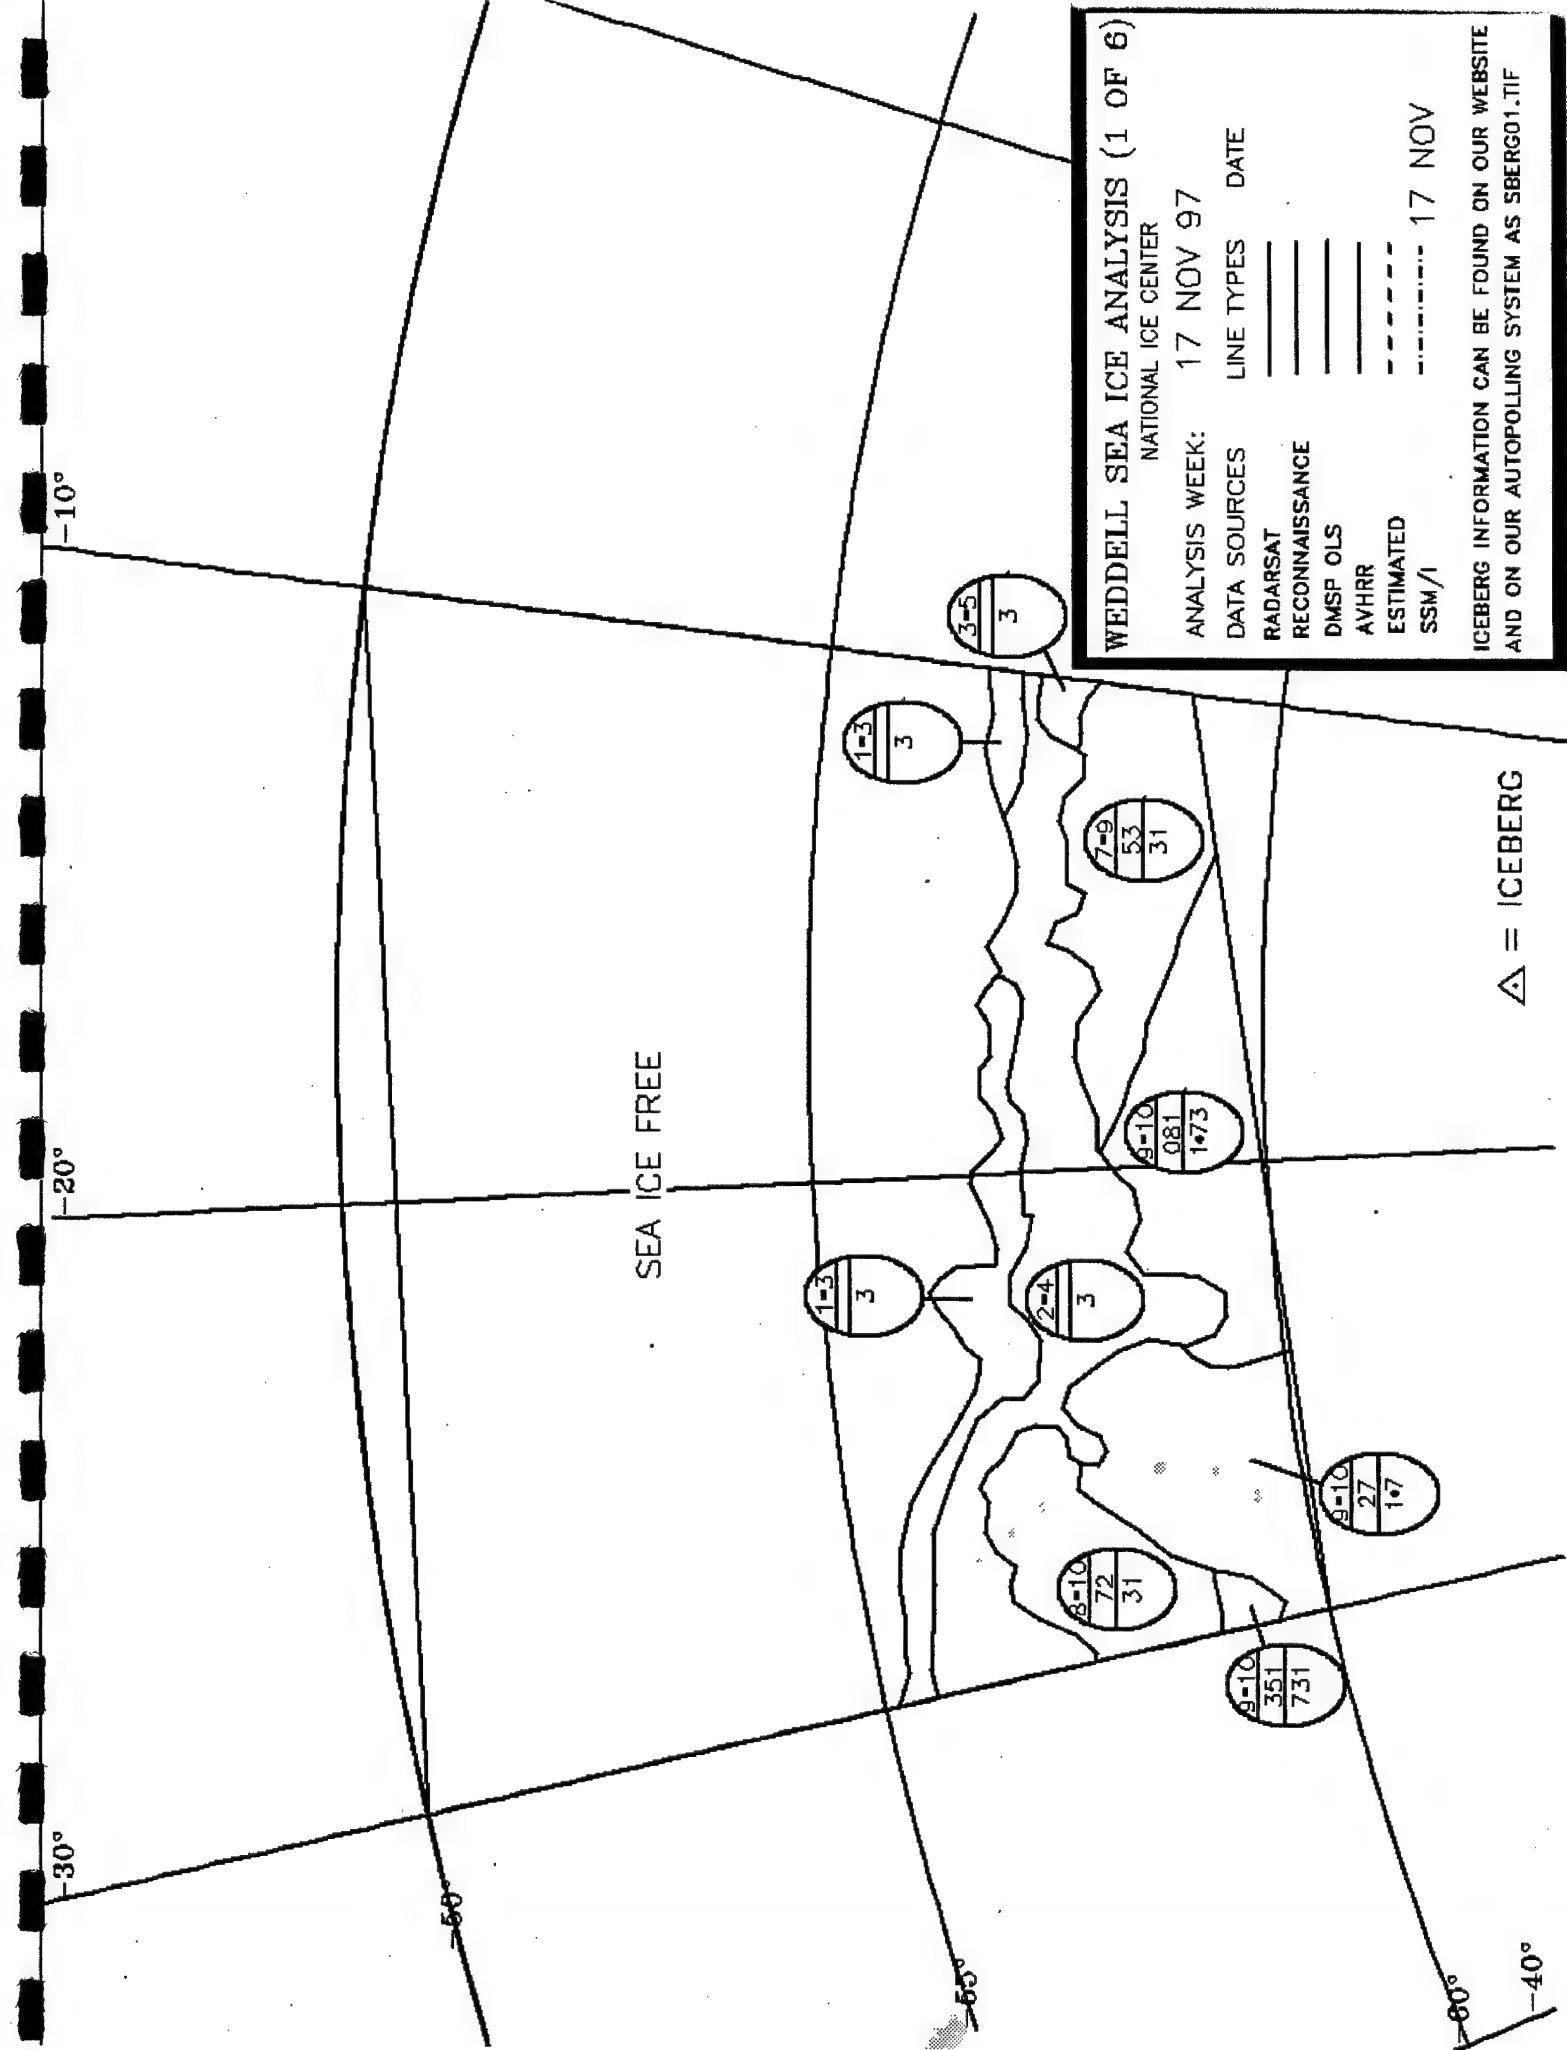 -30°
-20°
-10°
-50°
-55°
-60°
-40°
SEA ICE FREE
1-3
3
1-3
3
3-5
3
2-4
3
7-9
53
31
9-10
081
1•73
8-10
72
31
9-10
27
1•7
9-10
351
731
△ = ICEBERG
WEDDELL SEA ICE ANALYSIS (1 OF 6)
NATIONAL ICE CENTER
ANALYSIS WEEK: 17 NOV 97
DATA SOURCES LINE TYPES DATE
RADARSAT
RECONNAISSANCE
DMSP OLS
AVHRR
ESTIMATED
SSM/I 17 NOV
ICEBERG INFORMATION CAN BE FOUND ON OUR WEBSITE
AND ON OUR AUTOPOLLING SYSTEM AS SBERG01.TIF